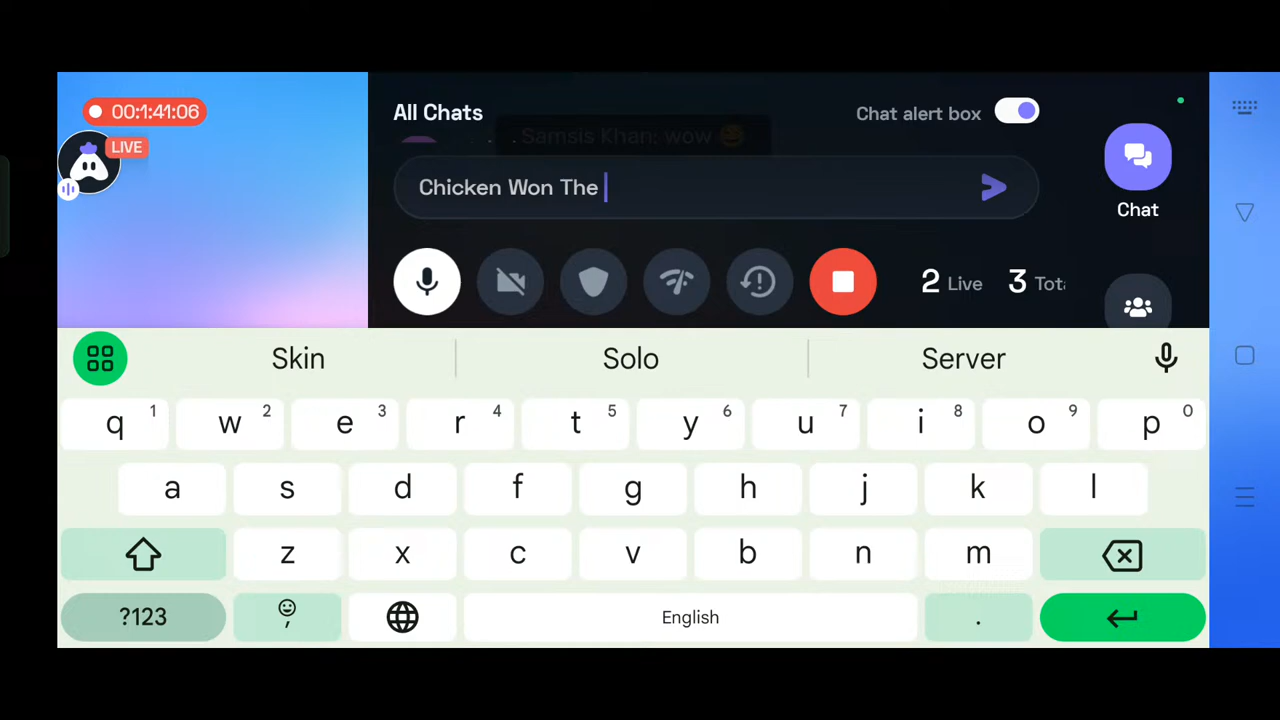 00:1:41:06
LIVE
All Chats
Chat alert box
Samsis Khan: wow 😄
Chicken Won The
Chat
2 Live 3 Tot
Skin Solo Server
q 1 w 2 e 3 r 4 t 5 y 6 u 7 i 8 o 9 p 0
a s d f g h j k l
z x c v b n m
?123 , English .